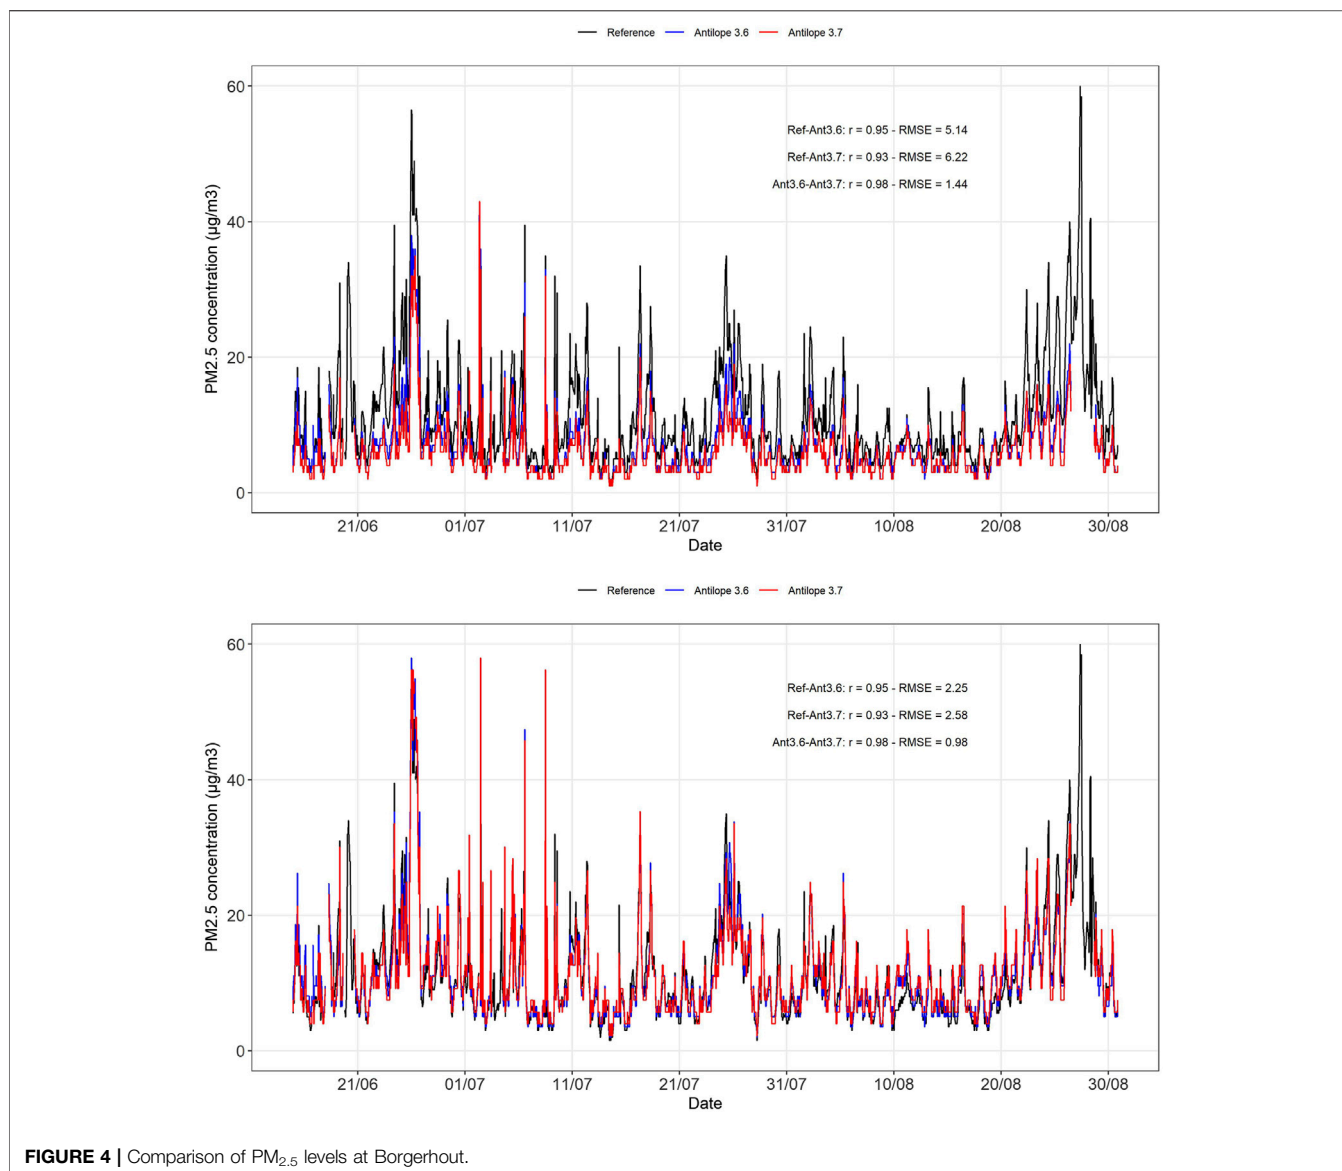 Reference Antilope 3.6 Antilope 3.7
60
40
20
0
PM2.5 concentration (µg/m3)
Ref-Ant3.6: r = 0.95 - RMSE = 5.14
Ref-Ant3.7: r = 0.93 - RMSE = 6.22
Ant3.6-Ant3.7: r = 0.98 - RMSE = 1.44
21/06 01/07 11/07 21/07 31/07 10/08 20/08 30/08
Date
Reference Antilope 3.6 Antilope 3.7
60
40
20
0
PM2.5 concentration (µg/m3)
Ref-Ant3.6: r = 0.95 - RMSE = 2.25
Ref-Ant3.7: r = 0.93 - RMSE = 2.58
Ant3.6-Ant3.7: r = 0.98 - RMSE = 0.98
21/06 01/07 11/07 21/07 31/07 10/08 20/08 30/08
Date
FIGURE 4 | Comparison of PM2.5 levels at Borgerhout.